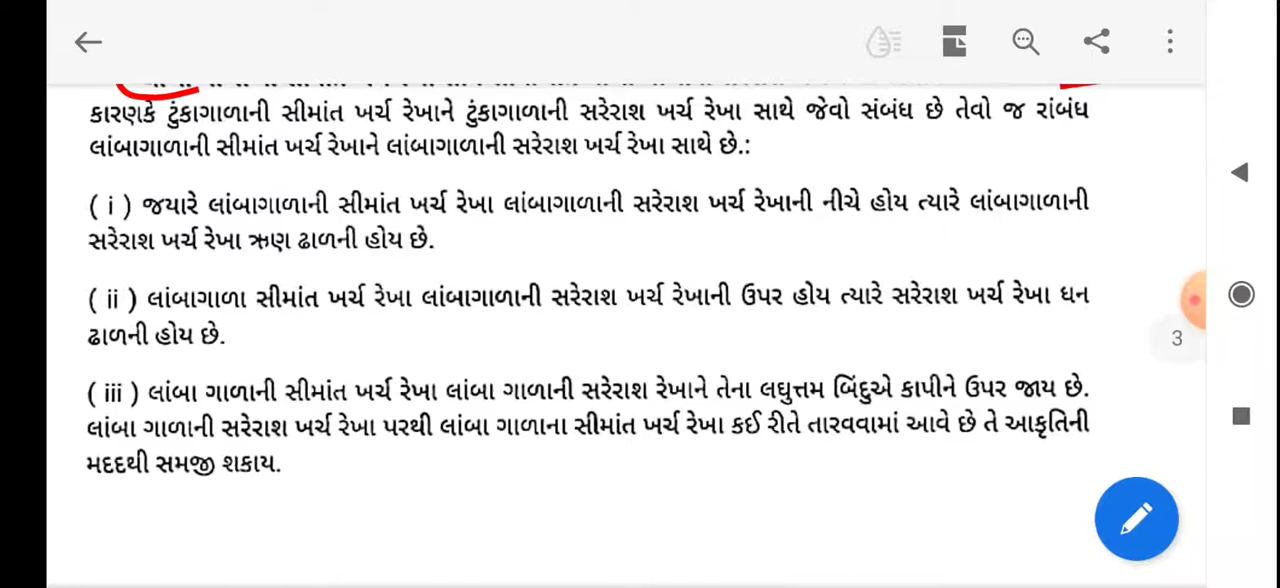 કારણકે ટુંકાગાળાની સીમાંત ખર્ચ રેખાને ટુંકાગાળાની સરેરાશ ખર્ચ રેખા સાથે જેવો સંબંધ છે તેવો જ રાંબંધ
લાંબાગાળાની સીમાંત ખર્ચ રેખાને લાંબાગાળાની સરેરાશ ખર્ચ રેખા સાથે છે.:
( i ) જયારે લાંબાગાળાની સીમાંત ખર્ચ રેખા લાંબાગાળાની સરેરાશ ખર્ચ રેખાની નીચે હોય ત્યારે લાંબાગાળાની
સરેરાશ ખર્ચ રેખા ઋણ ઢાળની હોય છે.
( ii ) લાંબાગાળા સીમાંત ખર્ચ રેખા લાંબાગાળાની સરેરાશ ખર્ચ રેખાની ઉપર હોય ત્યારે સરેરાશ ખર્ચ રેખા ધન
ઢાળની હોય છે.
3
( iii ) લાંબા ગાળાની સીમાંત ખર્ચ રેખા લાંબા ગાળાની સરેરાશ રેખાને તેના લઘુત્તમ બિંદુએ કાપીને ઉપર જાય છે.
લાંબા ગાળાની સરેરાશ ખર્ચ રેખા પરથી લાંબા ગાળાના સીમાંત ખર્ચ રેખા કઈ રીતે તારવવામાં આવે છે તે આકૃતિની
મદદથી સમજી શકાય.